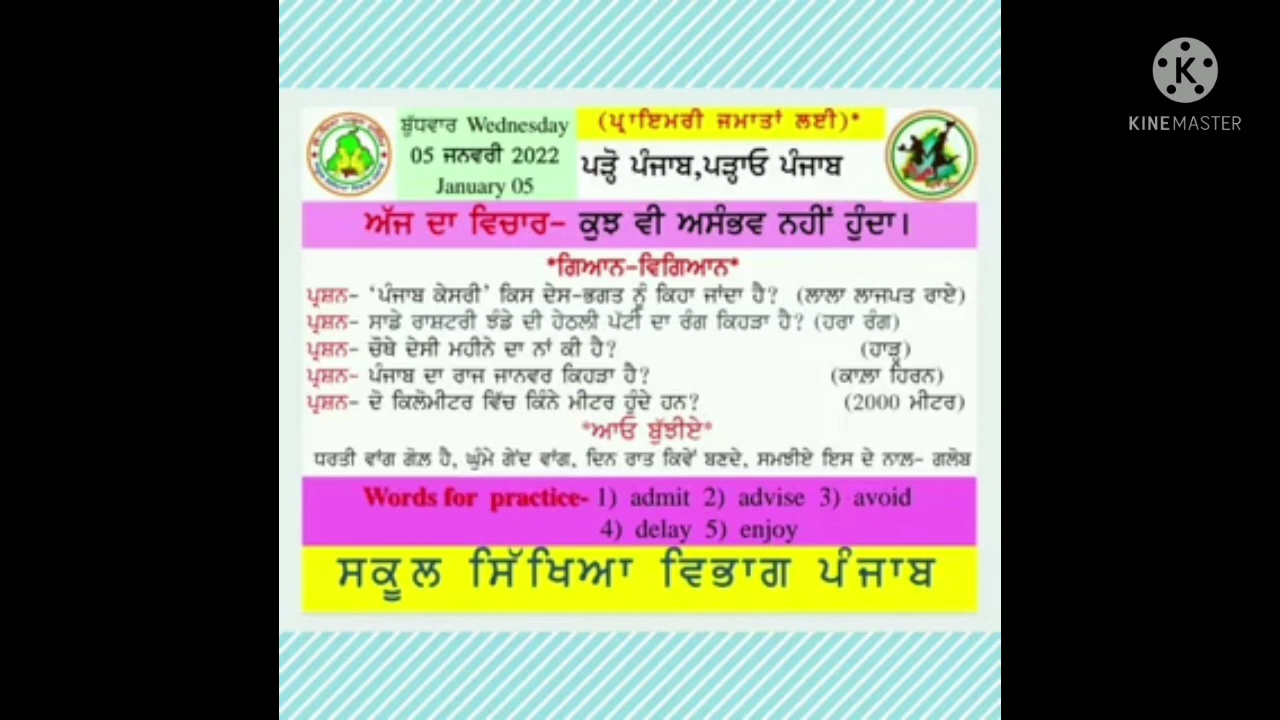 KINEMASTER
ਬੁੱਧਵਾਰ Wednesday
05 ਜਨਵਰੀ 2022
January 05
(ਪ੍ਰਾਇਮਰੀ ਜਮਾਤਾਂ ਲਈ)*
ਪੜ੍ਹੋ ਪੰਜਾਬ,ਪੜ੍ਹਾਓ ਪੰਜਾਬ
ਅੱਜ ਦਾ ਵਿਚਾਰ- ਕੁਝ ਵੀ ਅਸੰਭਵ ਨਹੀਂ ਹੁੰਦਾ।
*ਗਿਆਨ-ਵਿਗਿਆਨ*
ਪ੍ਰਸ਼ਨ- 'ਪੰਜਾਬ ਕੇਸਰੀ' ਕਿਸ ਦੇਸ-ਭਗਤ ਨੂੰ ਕਿਹਾ ਜਾਂਦਾ ਹੈ? (ਲਾਲਾ ਲਾਜਪਤ ਰਾਏ)
ਪ੍ਰਸ਼ਨ- ਸਾਡੇ ਰਾਸ਼ਟਰੀ ਝੰਡੇ ਦੀ ਹੇਠਲੀ ਪੱਟੀ ਦਾ ਰੰਗ ਕਿਹੜਾ ਹੈ? (ਹਰਾ ਰੰਗ)
ਪ੍ਰਸ਼ਨ- ਚੌਥੇ ਦੇਸੀ ਮਹੀਨੇ ਦਾ ਨਾਂ ਕੀ ਹੈ? (ਹਾੜ੍ਹ)
ਪ੍ਰਸ਼ਨ- ਪੰਜਾਬ ਦਾ ਰਾਜ ਜਾਨਵਰ ਕਿਹੜਾ ਹੈ? (ਕਾਲਾ ਹਿਰਨ)
ਪ੍ਰਸ਼ਨ- ਦੋ ਕਿਲੋਮੀਟਰ ਵਿੱਚ ਕਿੰਨੇ ਮੀਟਰ ਹੁੰਦੇ ਹਨ? (2000 ਮੀਟਰ)
*ਆਓ ਬੁੱਝੀਏ*
ਧਰਤੀ ਵਾਂਗ ਗੋਲ਼ ਹੈ, ਘੁੰਮੇ ਗੇਂਦ ਵਾਂਗ, ਦਿਨ ਰਾਤ ਕਿਵੇਂ ਬਣਦੇ, ਸਮਝੀਏ ਇਸ ਦੇ ਨਾਲ਼- ਗਲੋਬ
Words for practice- 1) admit 2) advise 3) avoid
4) delay 5) enjoy
ਸਕੂਲ ਸਿੱਖਿਆ ਵਿਭਾਗ ਪੰਜਾਬ